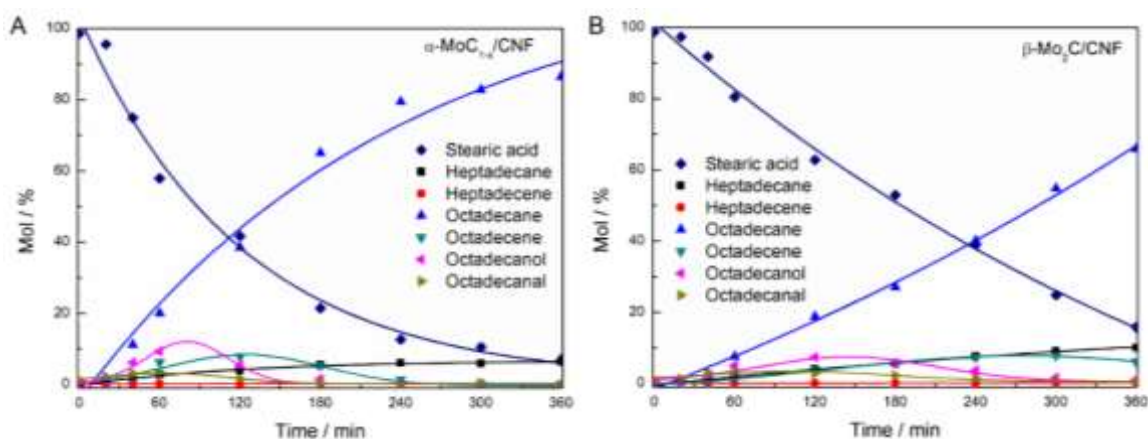 A
α-MoC₁₋ₓ/CNF
100
80
60
40
20
0
Mol / %
Stearic acid
Heptadecane
Heptadecene
Octadecane
Octadecene
Octadecanol
Octadecanal
0 60 120 180 240 300 360
Time / min
B
β-Mo₂C/CNF
100
80
60
40
20
0
Mol / %
Stearic acid
Heptadecane
Heptadecene
Octadecane
Octadecene
Octadecanol
Octadecanal
0 60 120 180 240 300 360
Time / min